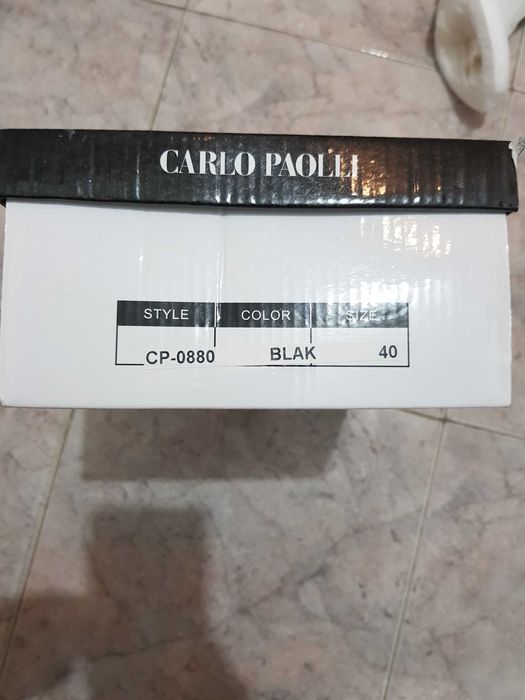 CARLO PAOLLI
STYLE COLOR SIZE
CP-0880 BLAK 40